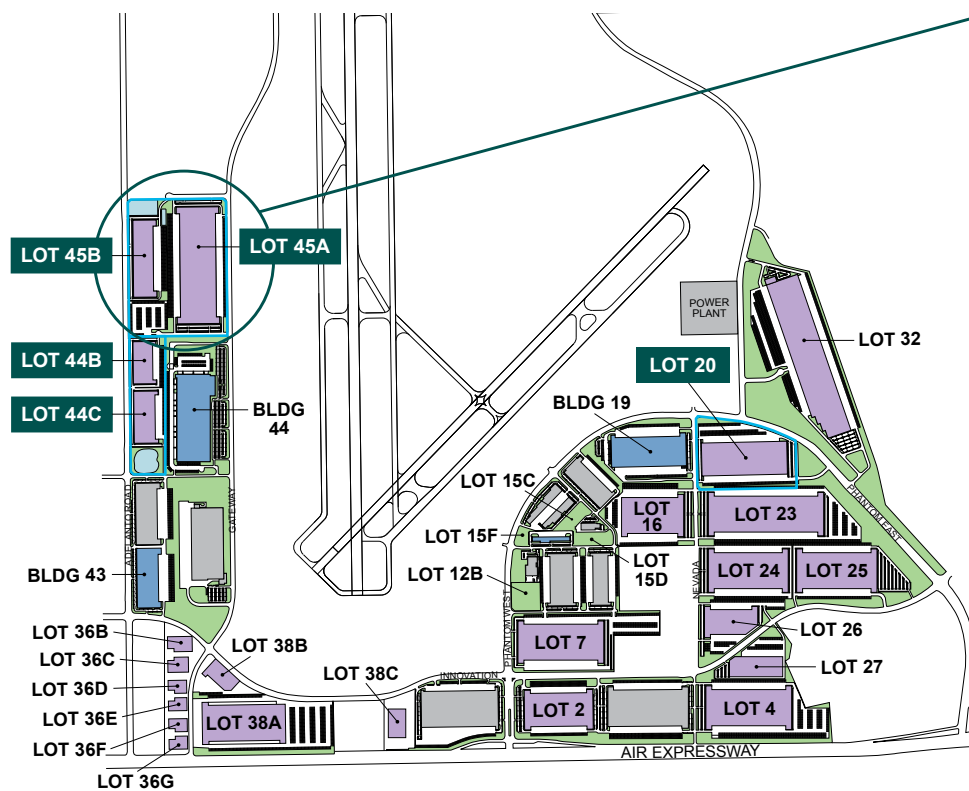 LOT 45B
LOT 45A
POWER
PLANT
LOT 32
LOT 44B
LOT 20
LOT 44C
BLDG
44
BLDG 19
LOT 15C
LOT
16
LOT 23
PHANTOM EAST
ADELANTO ROAD
GATEWAY
LOT 15F
LOT
15D
NEVADA
LOT 24
LOT 25
BLDG 43
LOT 12B
PHANTOM WEST
LOT 26
LOT 36B
LOT 38B
LOT 7
LOT 36C
LOT 38C
INNOVATION
LOT 27
LOT 36D
LOT 36E
LOT 38A
LOT 2
LOT 4
LOT 36F
LOT 36G
AIR EXPRESSWAY